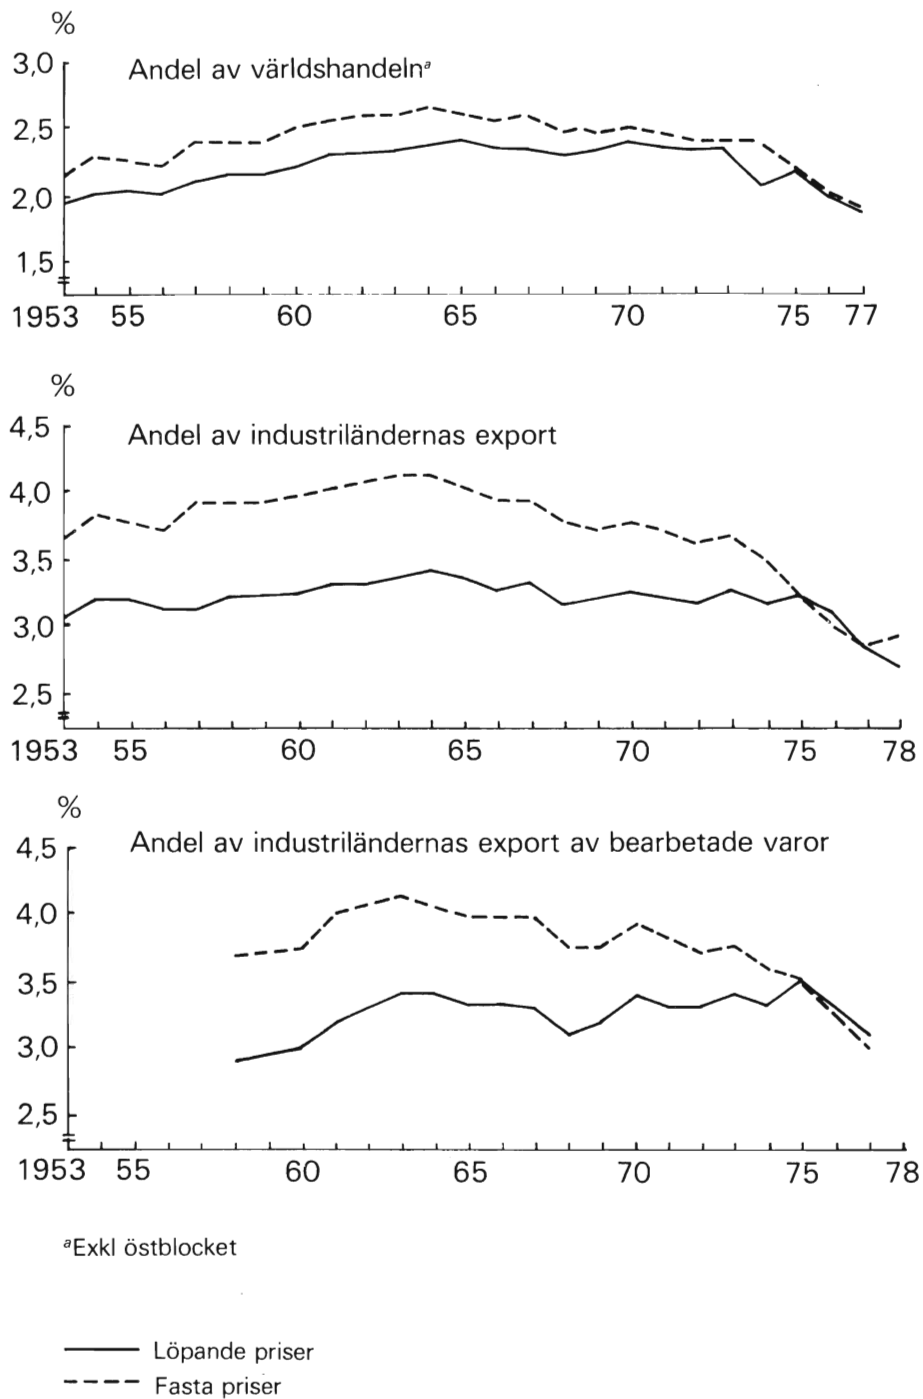 %
3,0
Andel av världshandelnᵃ
2,5
2,0
1,5
1953 55 60 65 70 75 77
%
4,5
Andel av industriländernas export
4,0
3,5
3,0
2,5
1953 55 60 65 70 75 78
%
4,5
Andel av industriländernas export av bearbetade varor
4,0
3,5
3,0
2,5
1953 55 60 65 70 75 78
ᵃExkl östblocket
Löpande priser
Fasta priser